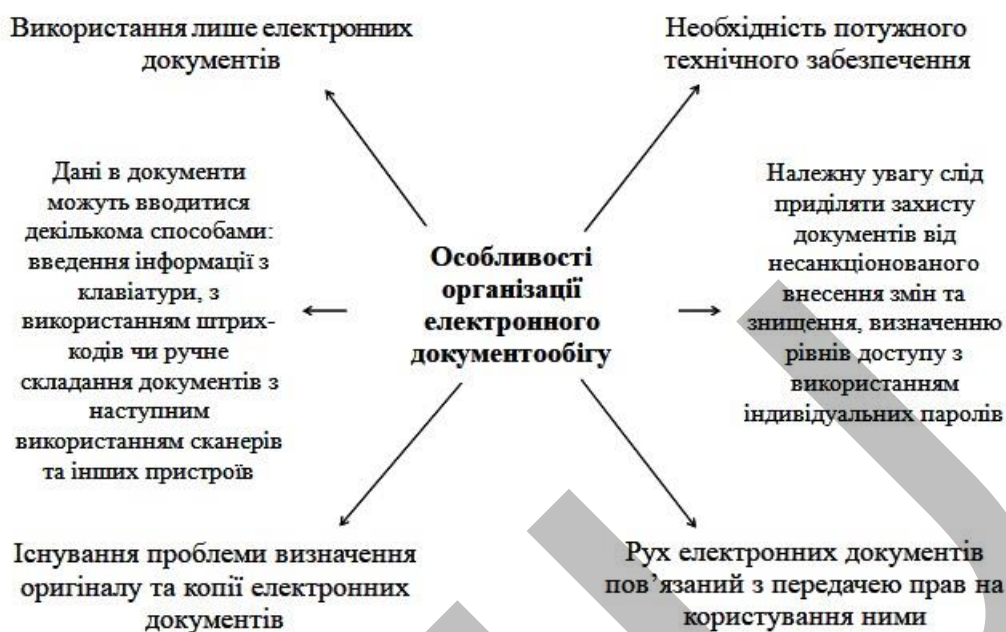 Використання лише електронних
документів
Необхідність потужного
технічного забезпечення
Дані в документи
можуть вводитися
декількома способами:
введення інформації з
клавіатури, з
використанням штрих-
кодів чи ручне
складання документів з
наступним
використанням сканерів
та інших пристроїв
Особливості
організації
електронного
документообігу
Належну увагу слід
приділяти захисту
документів від
несанкціонованого
внесення змін та
знищення, визначенню
рівнів доступу з
використанням
індивідуальних паролів
Існування проблеми визначення
оригіналу та копії електронних
документів
Рух електронних документів
пов’язаний з передачею прав на
користування ними